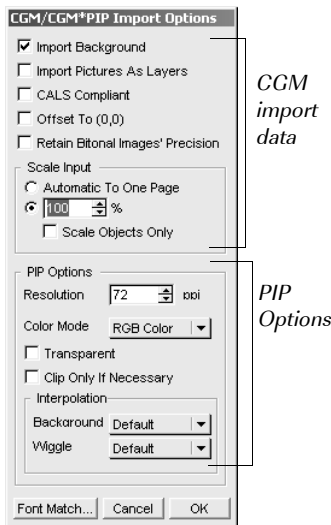 CGM/CGM*PIP Import Options
Import Background
Import Pictures As Layers
CALS Compliant
Offset To (0,0)
Retain Bitonal Images' Precision
Scale Input
Automatic To One Page
100 %
Scale Objects Only
CGM
import
data
PIP Options
Resolution 72 ppi
Color Mode RGB Color
Transparent
Clip Only If Necessary
Interpolation
Background Default
Wiggle Default
PIP
Options
Font Match... Cancel OK